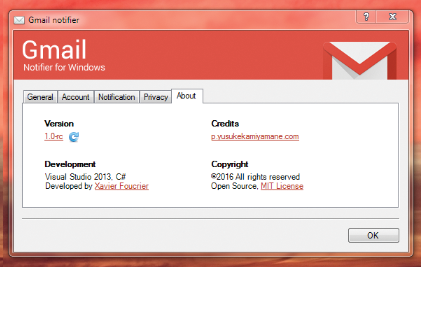 Gmail notifier
Gmail
Notifier for Windows
General Account Notification Privacy About
Version
1.0-rc
Credits
p.yusukekamiyamane.com
Development
Visual Studio 2013, C#
Developed by Xavier Foucrier
Copyright
©2016 All rights reserved
Open Source, MIT License
OK